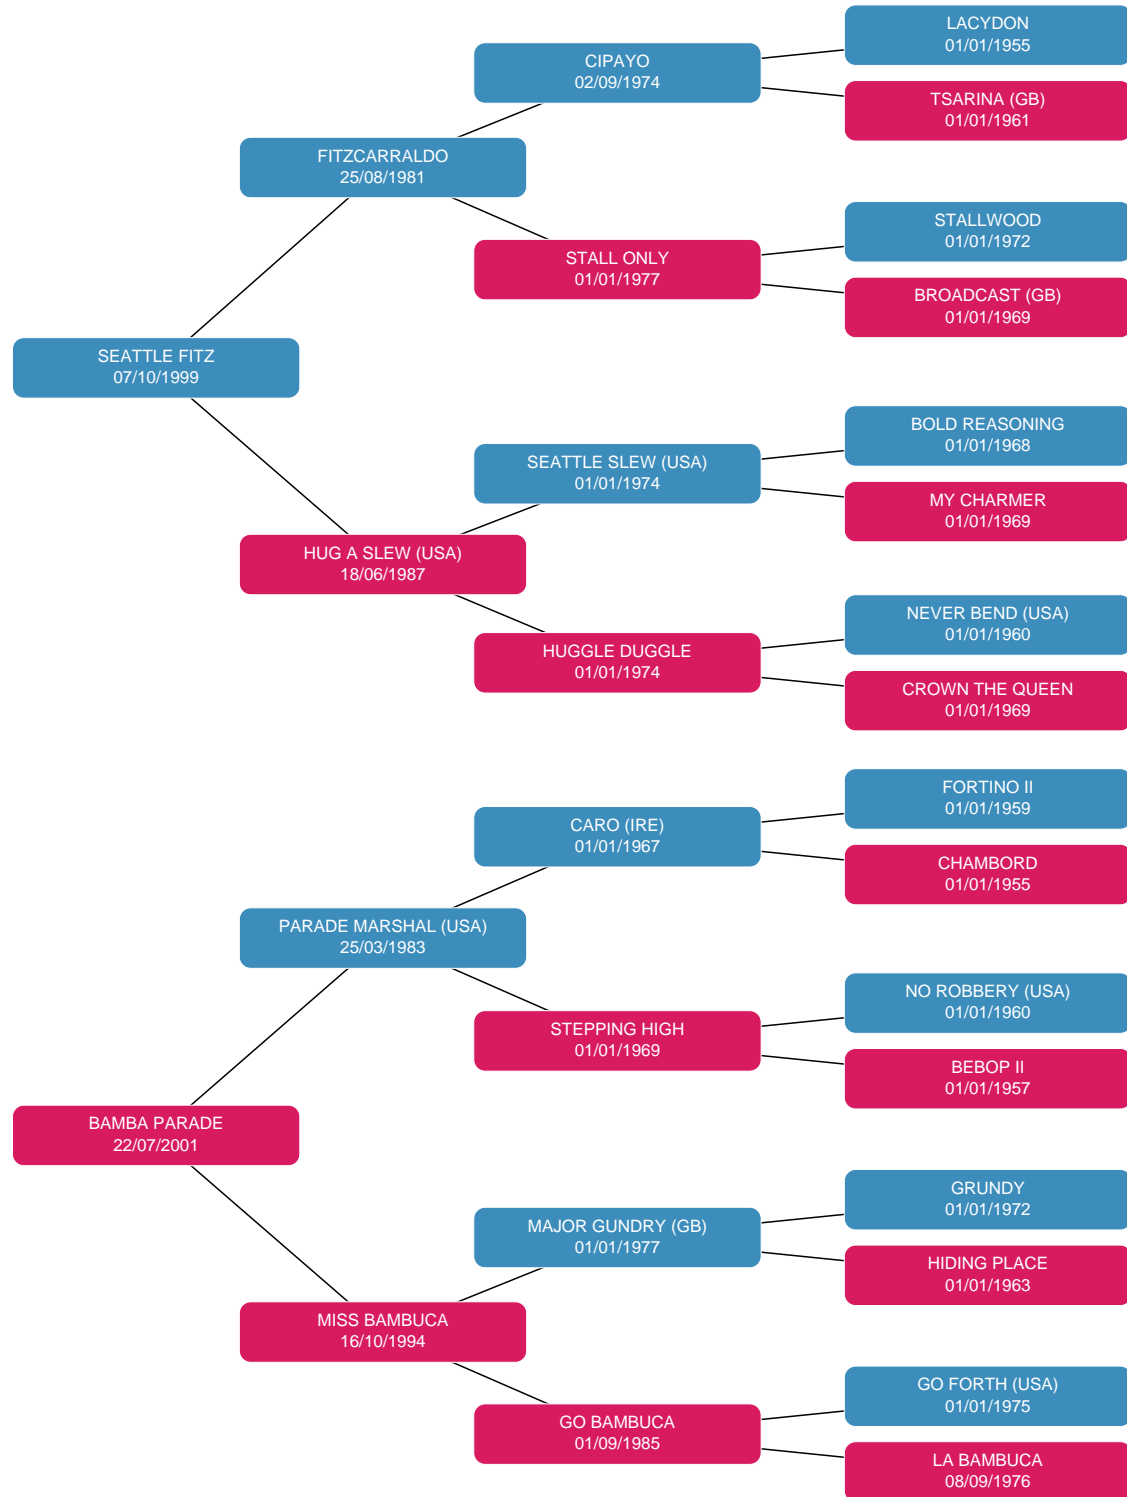 LACYDON
01/01/1955
CIPAYO
02/09/1974
TSARINA (GB)
01/01/1961
FITZCARRALDO
25/08/1981
STALLWOOD
01/01/1972
STALL ONLY
01/01/1977
BROADCAST (GB)
01/01/1969
SEATTLE FITZ
07/10/1999
BOLD REASONING
01/01/1968
SEATTLE SLEW (USA)
01/01/1974
MY CHARMER
01/01/1969
HUG A SLEW (USA)
18/06/1987
NEVER BEND (USA)
01/01/1960
HUGGLE DUGGLE
01/01/1974
CROWN THE QUEEN
01/01/1969
FORTINO II
01/01/1959
CARO (IRE)
01/01/1967
CHAMBORD
01/01/1955
PARADE MARSHAL (USA)
25/03/1983
NO ROBBERY (USA)
01/01/1960
STEPPING HIGH
01/01/1969
BEBOP II
01/01/1957
BAMBA PARADE
22/07/2001
GRUNDY
01/01/1972
MAJOR GUNDRY (GB)
01/01/1977
HIDING PLACE
01/01/1963
MISS BAMBUCA
16/10/1994
GO FORTH (USA)
01/01/1975
GO BAMBUCA
01/09/1985
LA BAMBUCA
08/09/1976